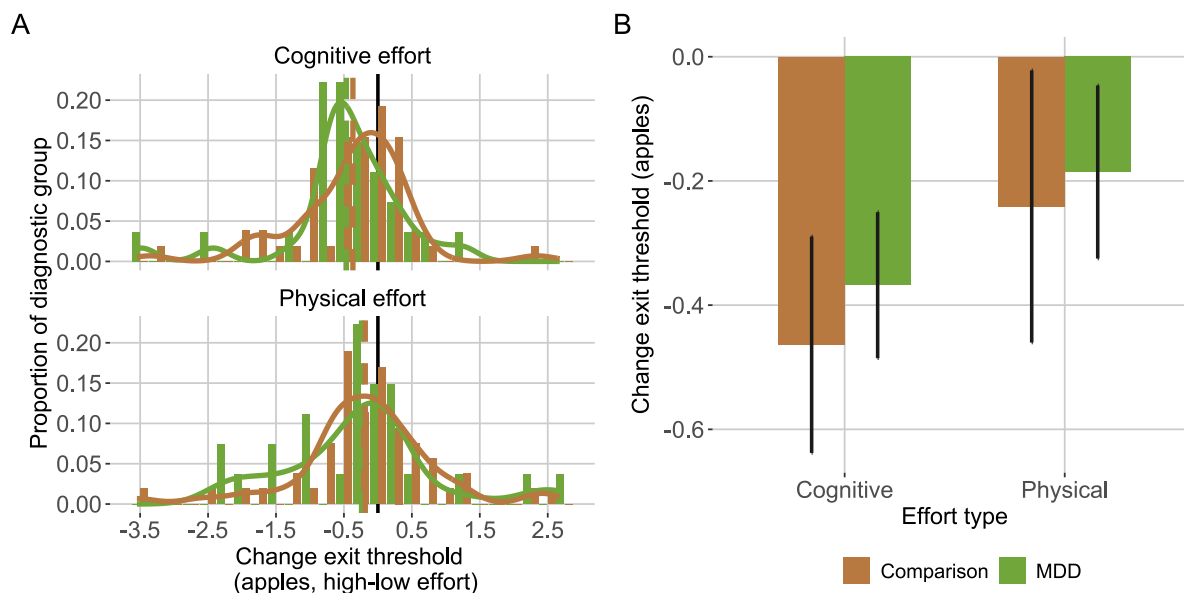 A
Cognitive effort
0.20
0.15
0.10
0.05
0.00
Physical effort
0.20
0.15
0.10
0.05
0.00
-3.5 -2.5 -1.5 -0.5 0.5 1.5 2.5
Change exit threshold
(apples, high-low effort)
Proportion of diagnostic group
B
0.0
-0.2
-0.4
-0.6
Change exit threshold (apples)
Cognitive Physical
Effort type
Comparison MDD